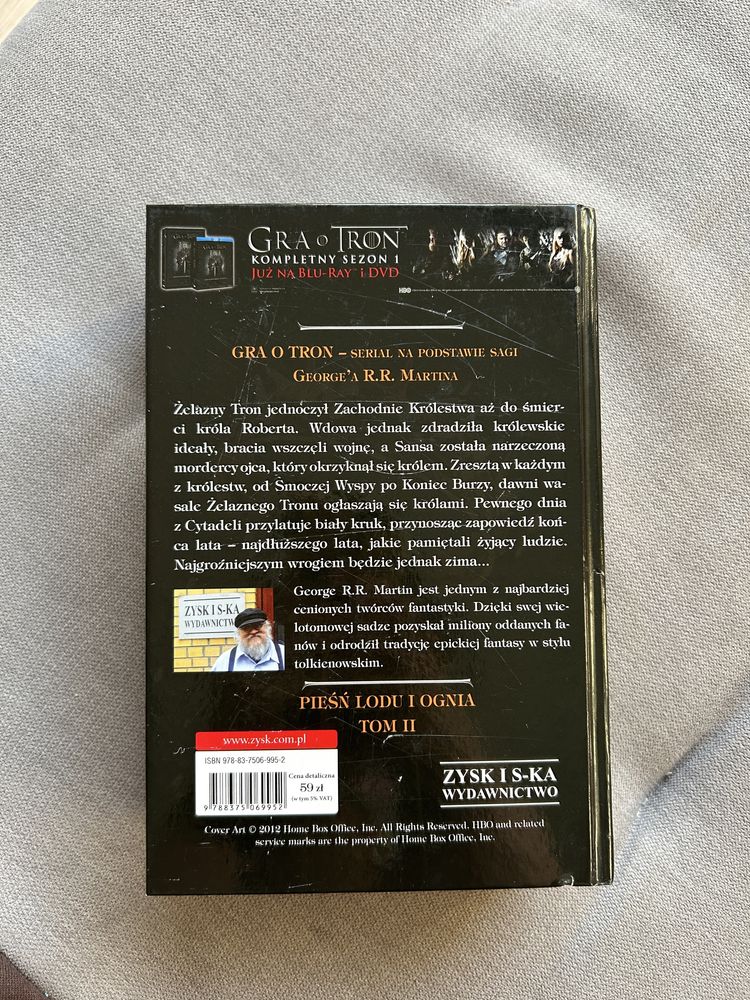 GRA O TRON
KOMPLETNY SEZON 1
JUŻ NA BLU-RAY™ I DVD
HBO
GRA O TRON – SERIAL NA PODSTAWIE SAGI
GEORGE'A R.R. MARTINA
Żelazny Tron jednoczył Zachodnie Królestwa aż do śmier-
ci króla Roberta. Wdowa jednak zdradziła królewskie
ideały, bracia wszczęli wojnę, a Sansa została narzeczoną
mordercy ojca, który okrzyknął się królem. Zresztą w każdym
z królestw, od Smoczej Wyspy po Koniec Burzy, dawni wa-
sale Żelaznego Tronu ogłaszają się królami. Pewnego dnia
z Cytadeli przylatuje biały kruk, przynosząc zapowiedź koń-
ca lata – najdłuższego lata, jakie pamiętali żyjący ludzie.
Najgroźniejszym wrogiem będzie jednak zima...
ZYSK I S-KA
WYDAWNICTWO
George R.R. Martin jest jednym z najbardziej
cenionych twórców fantastyki. Dzięki swej wie-
lotomowej sadze pozyskał miliony oddanych fa-
nów i odrodził tradycję epickiej fantasy w stylu
tolkienowskim.
PIEŚŃ LODU I OGNIA
TOM II
www.zysk.com.pl
ISBN 978-83-7506-995-2
Cena detaliczna
59 zł
(w tym 5% VAT)
9 788375 069952
ZYSK I S-KA
WYDAWNICTWO
Cover Art © 2012 Home Box Office, Inc. All Rights Reserved. HBO and related
service marks are the property of Home Box Office, Inc.